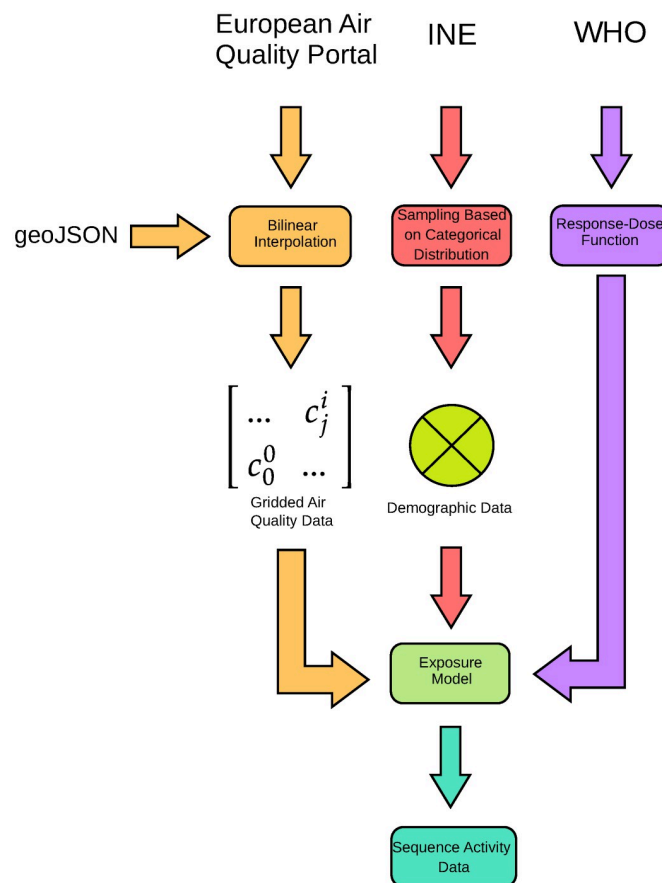 European Air
Quality Portal
INE
WHO
geoJSON
Bilinear
Interpolation
Sampling Based
on Categorical
Distribution
Response-Dose
Function
... c_j^i
c_0^0 ...
Gridded Air
Quality Data
Demographic Data
Exposure
Model
Sequence Activity
Data